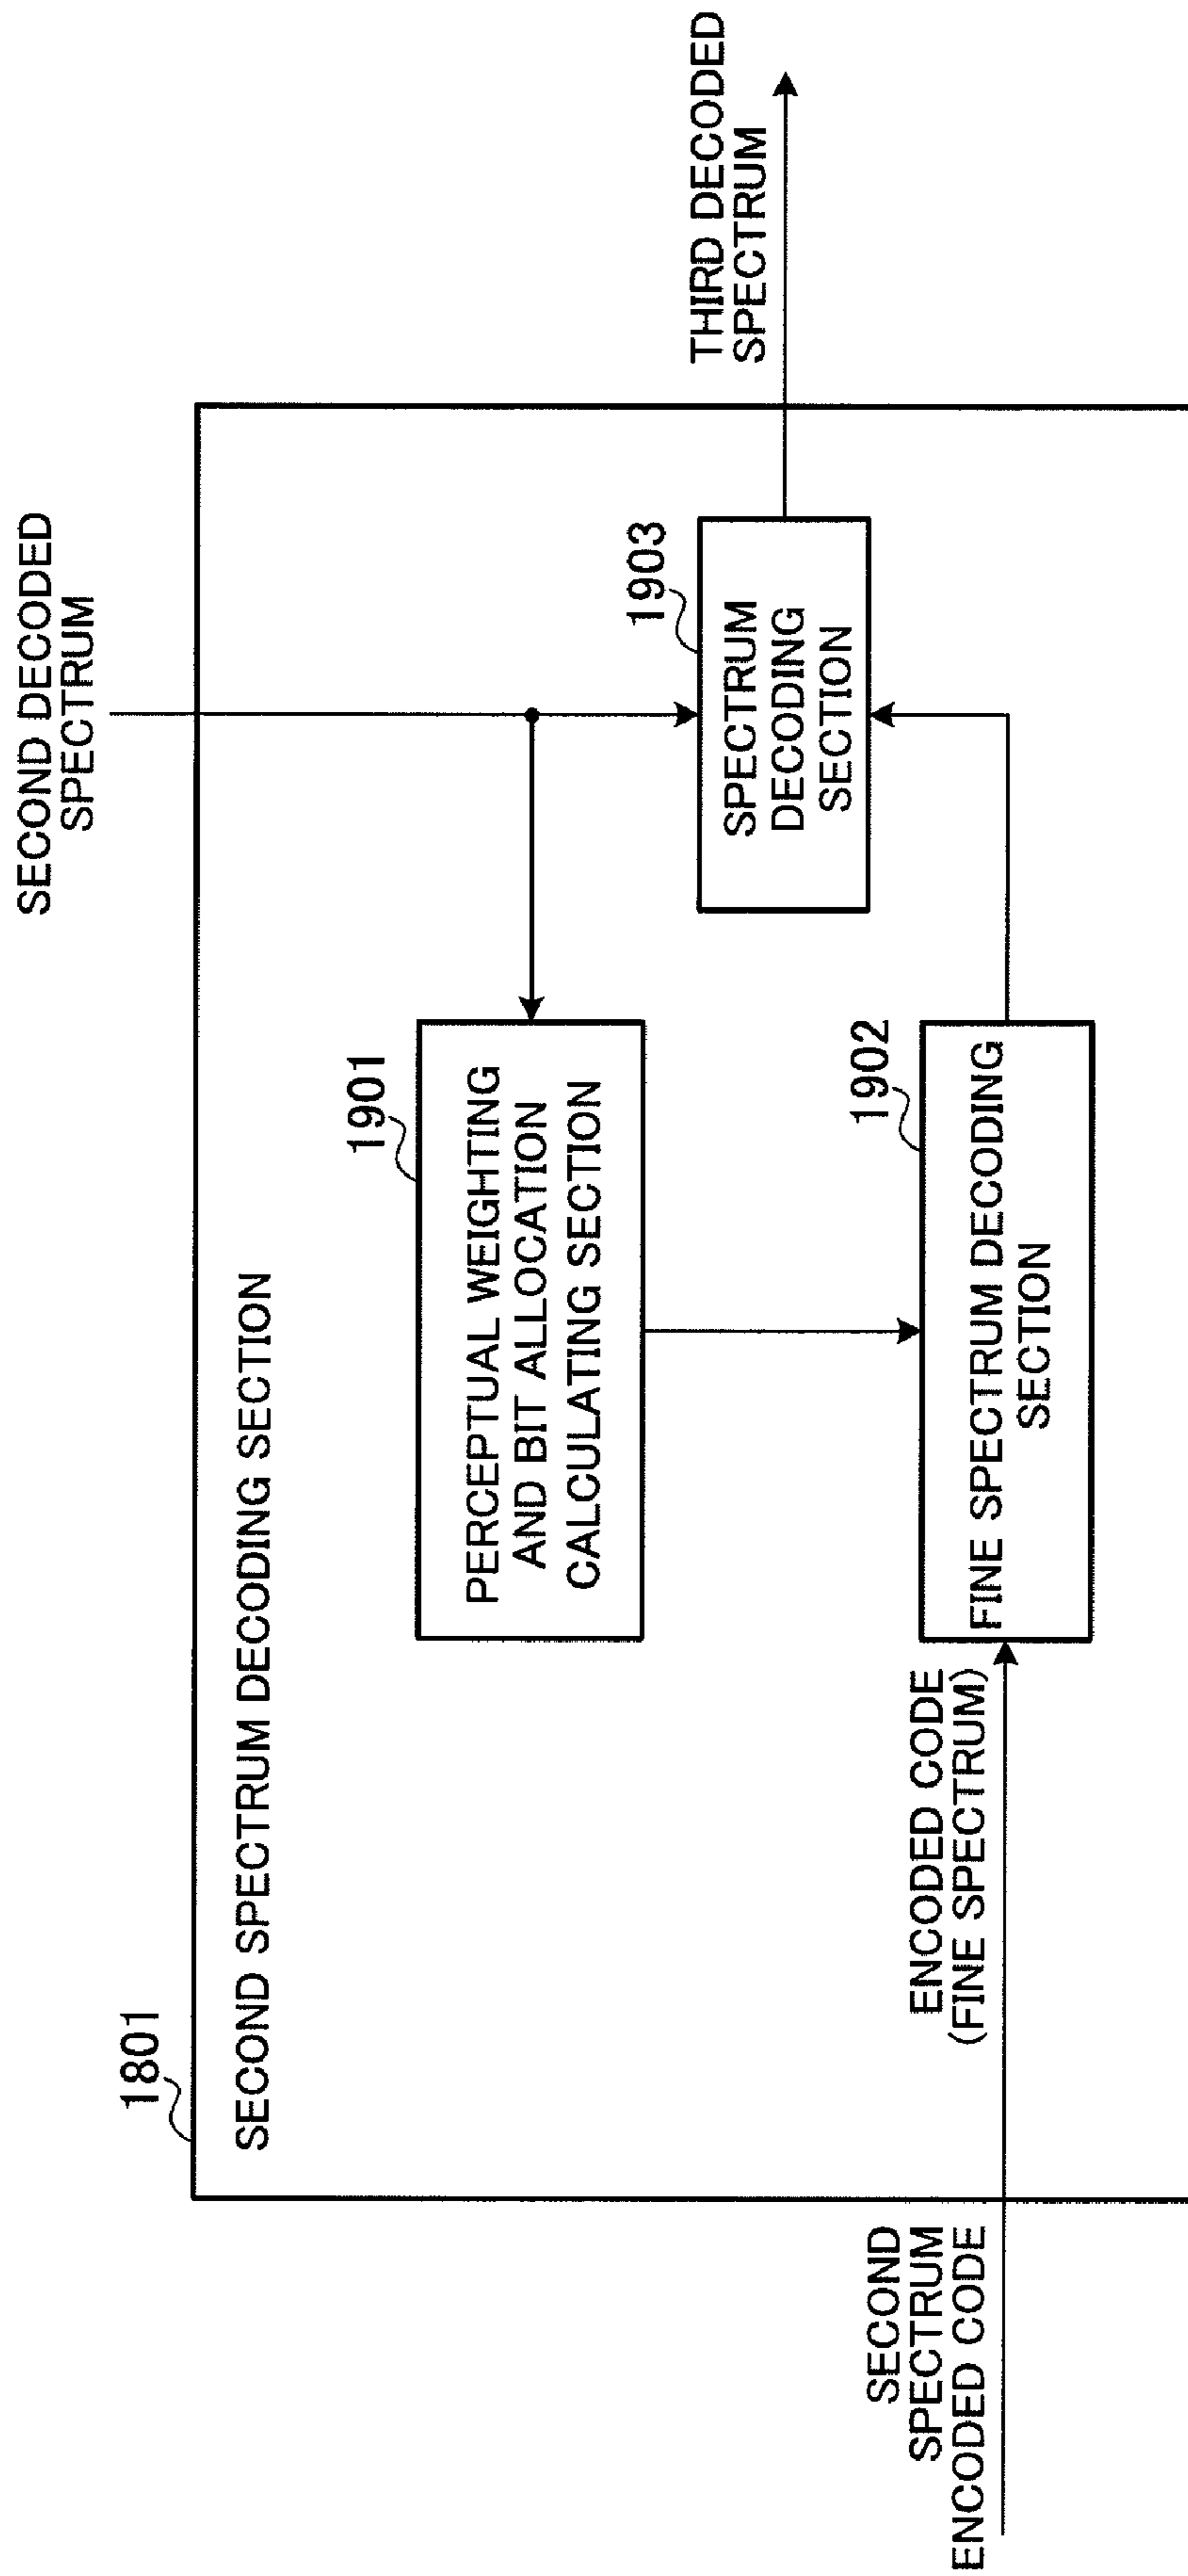 SECOND DECODED
SPECTRUM
1801
SECOND SPECTRUM DECODING SECTION
1901
PERCEPTUAL WEIGHTING
AND BIT ALLOCATION
CALCULATING SECTION
1903
SPECTRUM
DECODING
SECTION
THIRD DECODED
SPECTRUM
SECOND
SPECTRUM
ENCODED CODE
ENCODED CODE
(FINE SPECTRUM)
1902
FINE SPECTRUM DECODING
SECTION